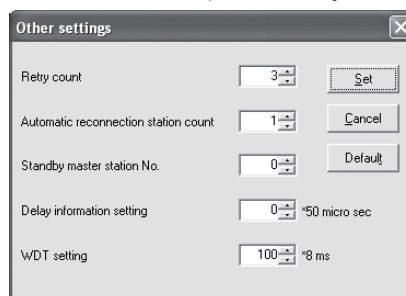 Other settings
Retry count 3 Set
Automatic reconnection station count 1 Cancel
Standby master station No. 0 Default
Delay information setting 0 *50 micro sec
WDT setting 100 *8 ms